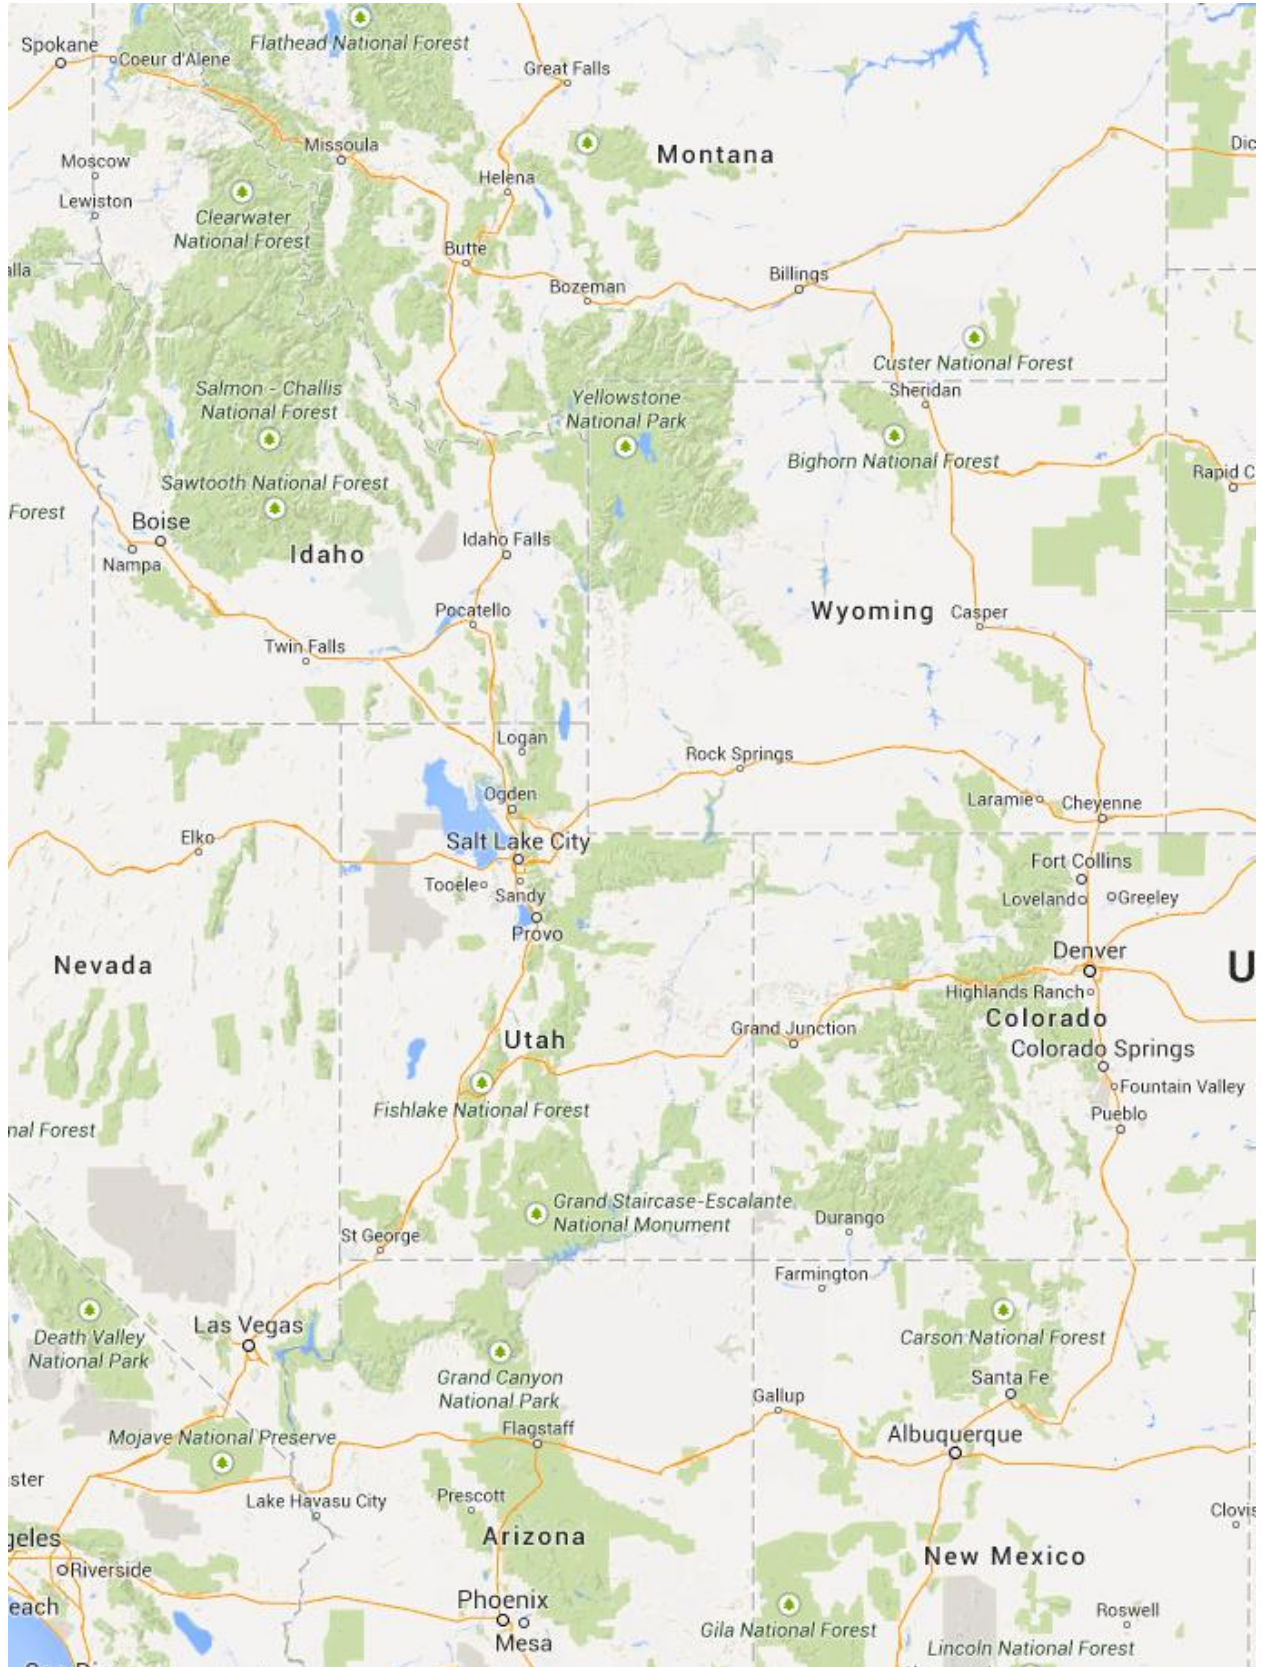 Spokane
Coeur d'Alene
Flathead National Forest
Great Falls
Missoula
Montana
Dic
Moscow
Helena
Lewiston
Clearwater
National Forest
Butte
alla
Billings
Bozeman
Custer National Forest
Salmon - Challis
National Forest
Yellowstone
National Park
Sheridan
Bighorn National Forest
Rapid C
Sawtooth National Forest
Forest
Boise
Idaho
Idaho Falls
Nampa
Pocatello
Wyoming
Casper
Twin Falls
Logan
Rock Springs
Ogden
Laramie
Cheyenne
Elko
Salt Lake City
Fort Collins
Tooele
Sandy
Loveland
Greeley
Provo
Denver
Nevada
U
Highlands Ranch
Colorado
Grand Junction
Utah
Colorado Springs
Fountain Valley
Fishlake National Forest
Pueblo
nal Forest
Grand Staircase-Escalante
National Monument
Durango
St George
Farmington
Las Vegas
Death Valley
National Park
Carson National Forest
Grand Canyon
National Park
Santa Fe
Gallup
Mojave National Preserve
Flagstaff
Albuquerque
ster
Lake Havasu City
Prescott
Clovis
geles
Arizona
New Mexico
Riverside
each
Phoenix
Mesa
Gila National Forest
Roswell
Lincoln National Forest